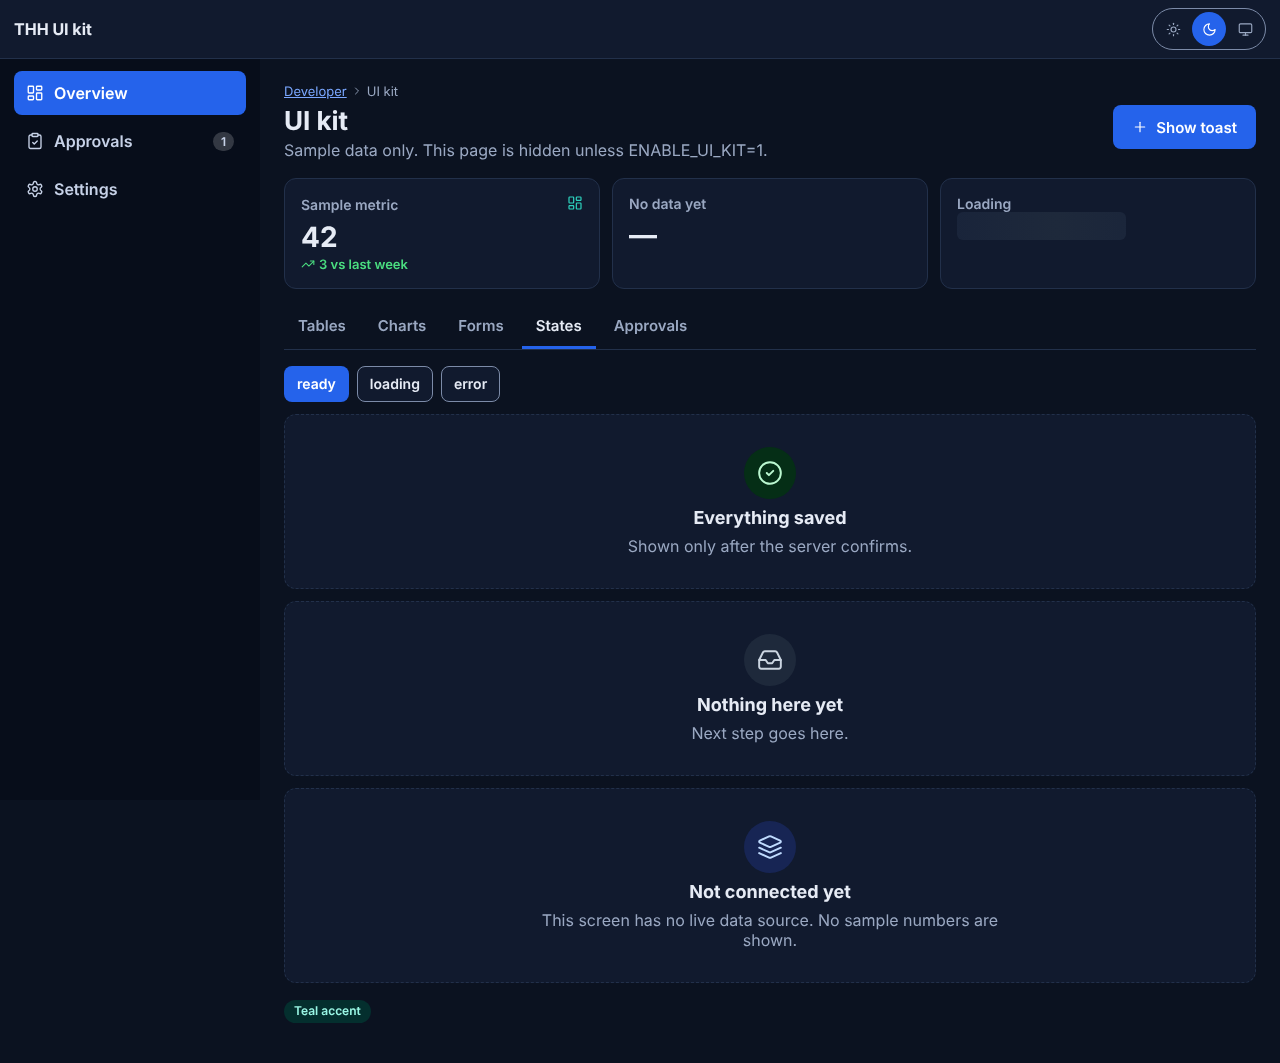 THH UI kit
Overview
Approvals 1
Settings
Developer > UI kit
UI kit
Sample data only. This page is hidden unless ENABLE_UI_KIT=1.
Show toast
Sample metric
42
3 vs last week
No data yet
—
Loading
Tables Charts Forms States Approvals
ready loading error
Everything saved
Shown only after the server confirms.
Nothing here yet
Next step goes here.
Not connected yet
This screen has no live data source. No sample numbers are
shown.
Teal accent